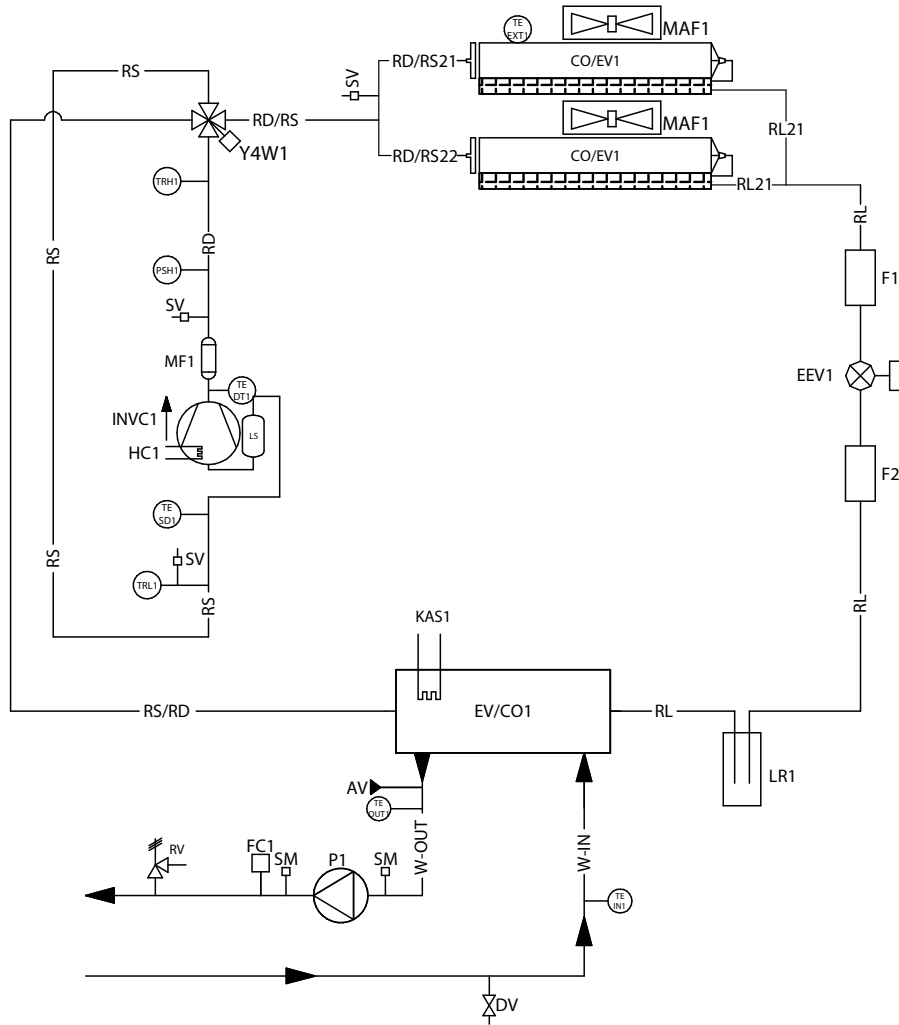 TE
EXT1
MAF1
RS
SV
RD/RS21
CO/EV1
RD/RS
MAF1
Y4W1
RL21
RD/RS22
CO/EV1
RL21
TRH1
RL
RS
RD
PSH1
F1
SV
MF1
EEV1
TE
DT1
INVC1
LS
HC1
F2
TE
SD1
RS
SV
TRL1
RS
RL
KAS1
RS/RD
EV/CO1
RL
LR1
AV
TE
OUT1
W-OUT
W-IN
RV
FC1
SM
P1
SM
TE
IN1
DV